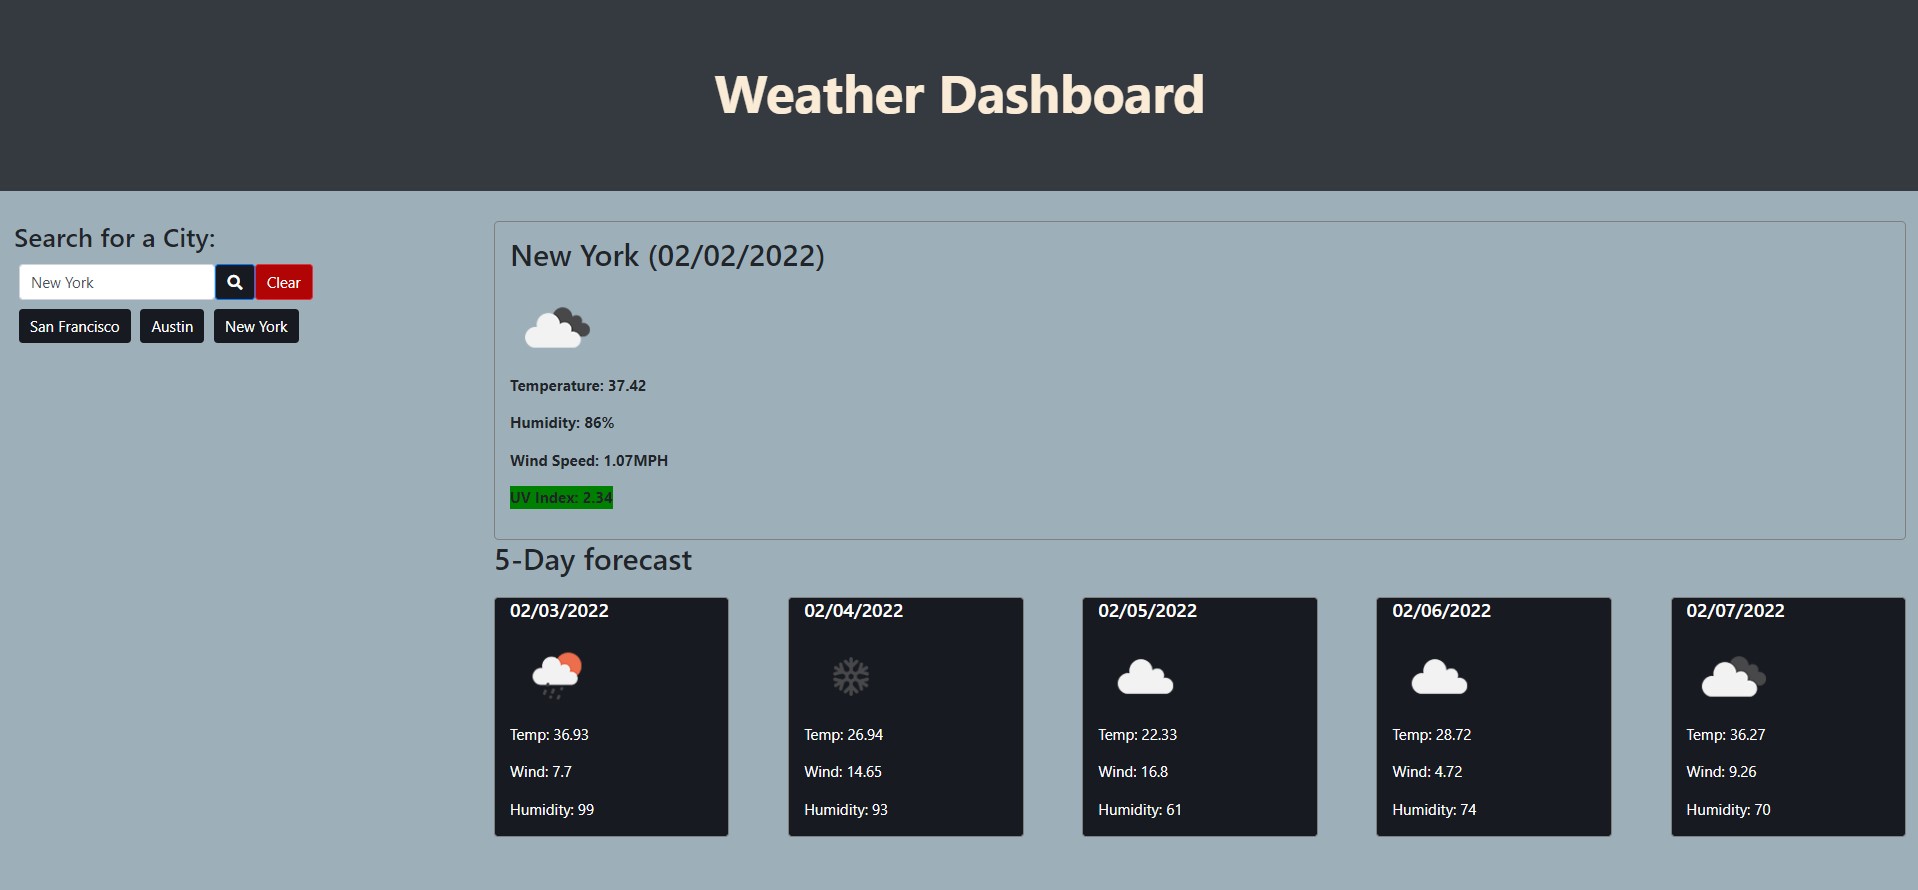 Weather Dashboard
Search for a City:
New York
Clear
San Francisco
Austin
New York
New York (02/02/2022)
Temperature: 37.42
Humidity: 86%
Wind Speed: 1.07MPH
UV Index: 2.34
5-Day forecast
02/03/2022
Temp: 36.93
Wind: 7.7
Humidity: 99
02/04/2022
Temp: 26.94
Wind: 14.65
Humidity: 93
02/05/2022
Temp: 22.33
Wind: 16.8
Humidity: 61
02/06/2022
Temp: 28.72
Wind: 4.72
Humidity: 74
02/07/2022
Temp: 36.27
Wind: 9.26
Humidity: 70